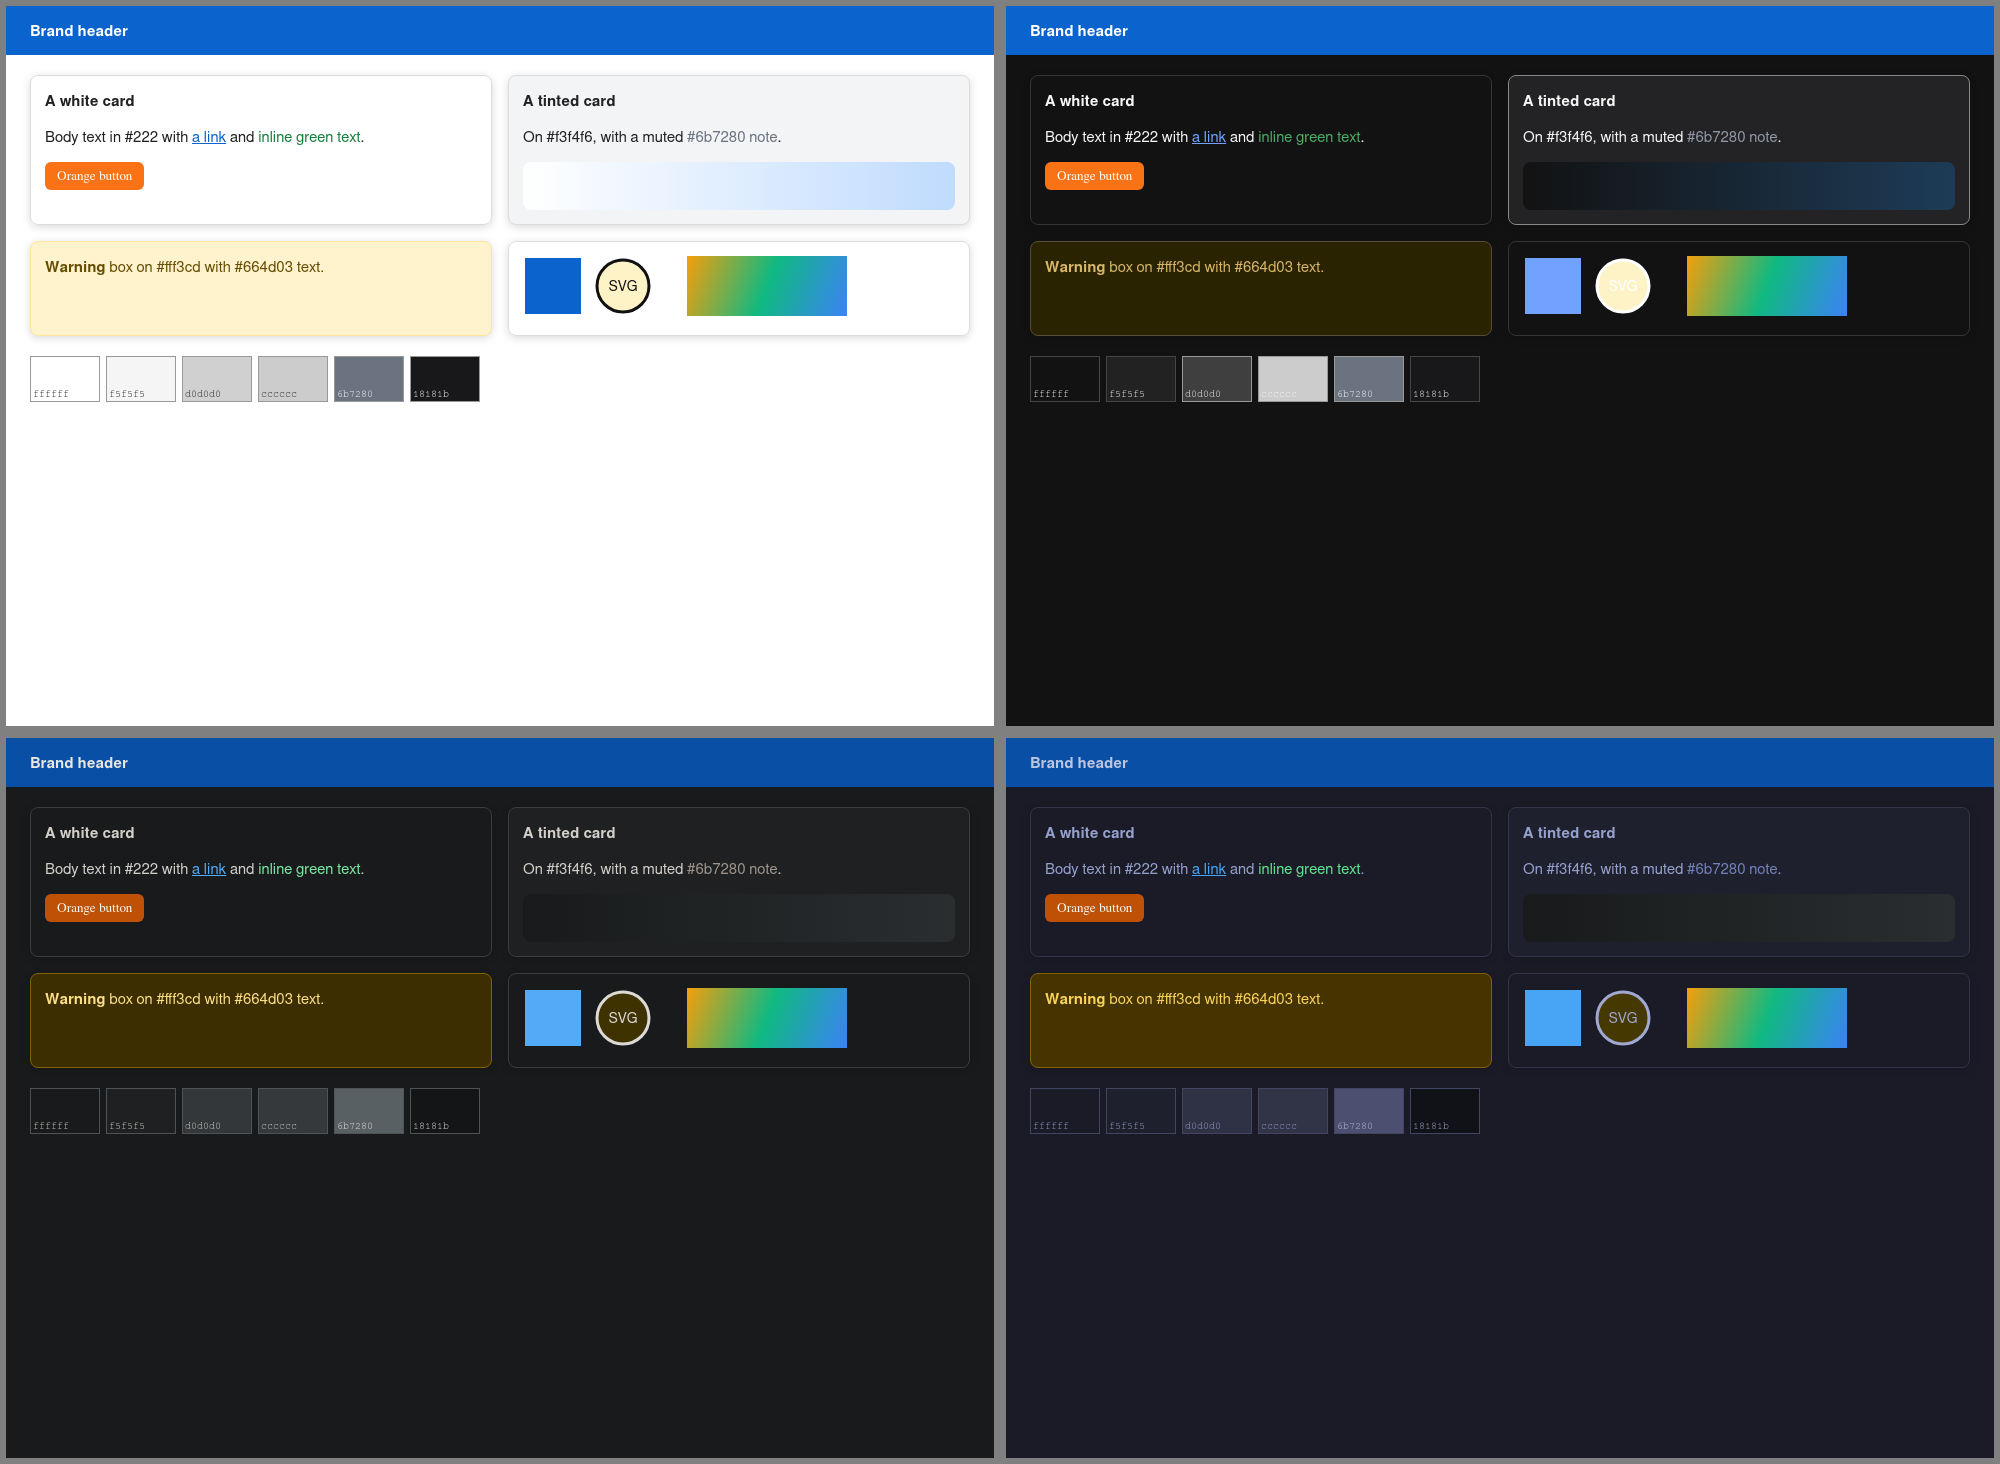 Brand header
A white card
Body text in #222 with a link and inline green text.
Orange button
A tinted card
On #f3f4f6, with a muted #6b7280 note.
Warning box on #fff3cd with #664d03 text.
SVG
ffffff f5f5f5 d0d0d0 cccccc 6b7280 18181b
Brand header
A white card
Body text in #222 with a link and inline green text.
Orange button
A tinted card
On #f3f4f6, with a muted #6b7280 note.
Warning box on #fff3cd with #664d03 text.
SVG
ffffff f5f5f5 d0d0d0 cccccc 6b7280 18181b
Brand header
A white card
Body text in #222 with a link and inline green text.
Orange button
A tinted card
On #f3f4f6, with a muted #6b7280 note.
Warning box on #fff3cd with #664d03 text.
SVG
ffffff f5f5f5 d0d0d0 cccccc 6b7280 18181b
Brand header
A white card
Body text in #222 with a link and inline green text.
Orange button
A tinted card
On #f3f4f6, with a muted #6b7280 note.
Warning box on #fff3cd with #664d03 text.
SVG
ffffff f5f5f5 d0d0d0 cccccc 6b7280 18181b